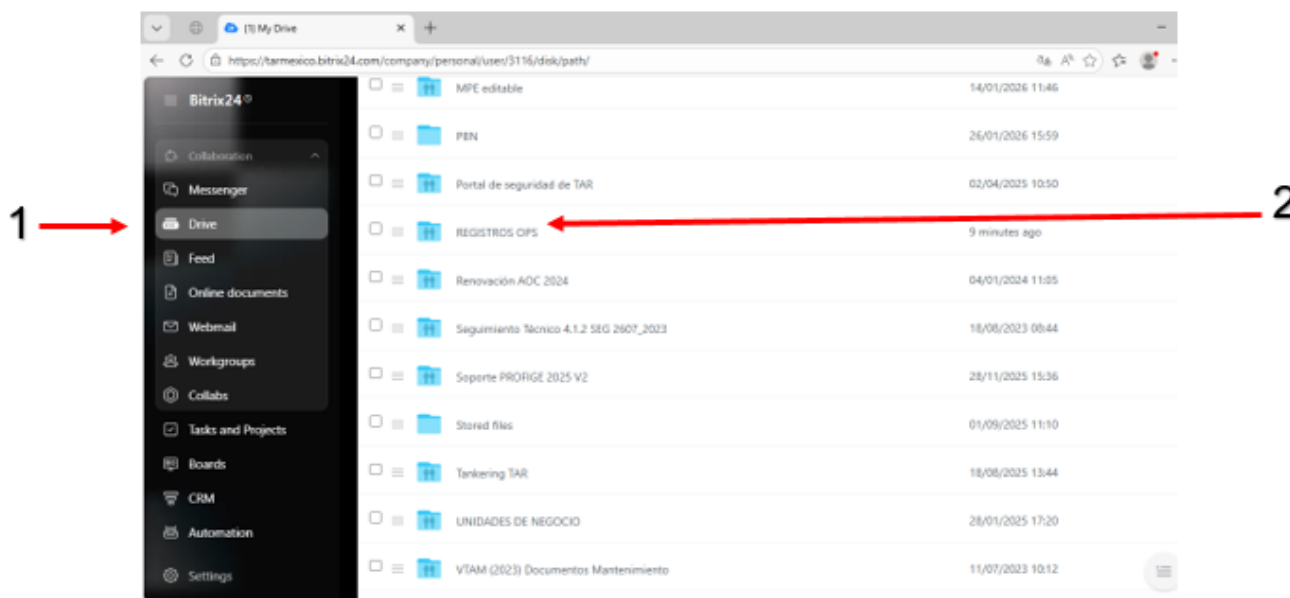 [1] My Drive
https://tarmexico.bitrix24.com/company/personal/user/3116/disk/path/
Bitrix24
MPE editable 14/01/2026 11:46
PBN 26/01/2026 15:59
Collaboration
Messenger
Portal de seguridad de TAR 02/04/2025 10:50
1
2
Drive
REGISTROS OPS 9 minutes ago
Feed
Renovación AOC 2024 04/01/2024 11:05
Online documents
Webmail
Seguimiento Técnico 4.1.2 SEG 2607_2023 18/08/2023 08:44
Workgroups
Soporte PROFIGE 2025 V2 28/11/2025 15:36
Collabs
Tasks and Projects
Stored files 01/09/2025 11:10
Boards
Tankering TAR 18/08/2025 13:44
CRM
UNIDADES DE NEGOCIO 28/01/2025 17:20
Automation
VTAM (2023) Documentos Mantenimiento 11/07/2023 10:12
Settings